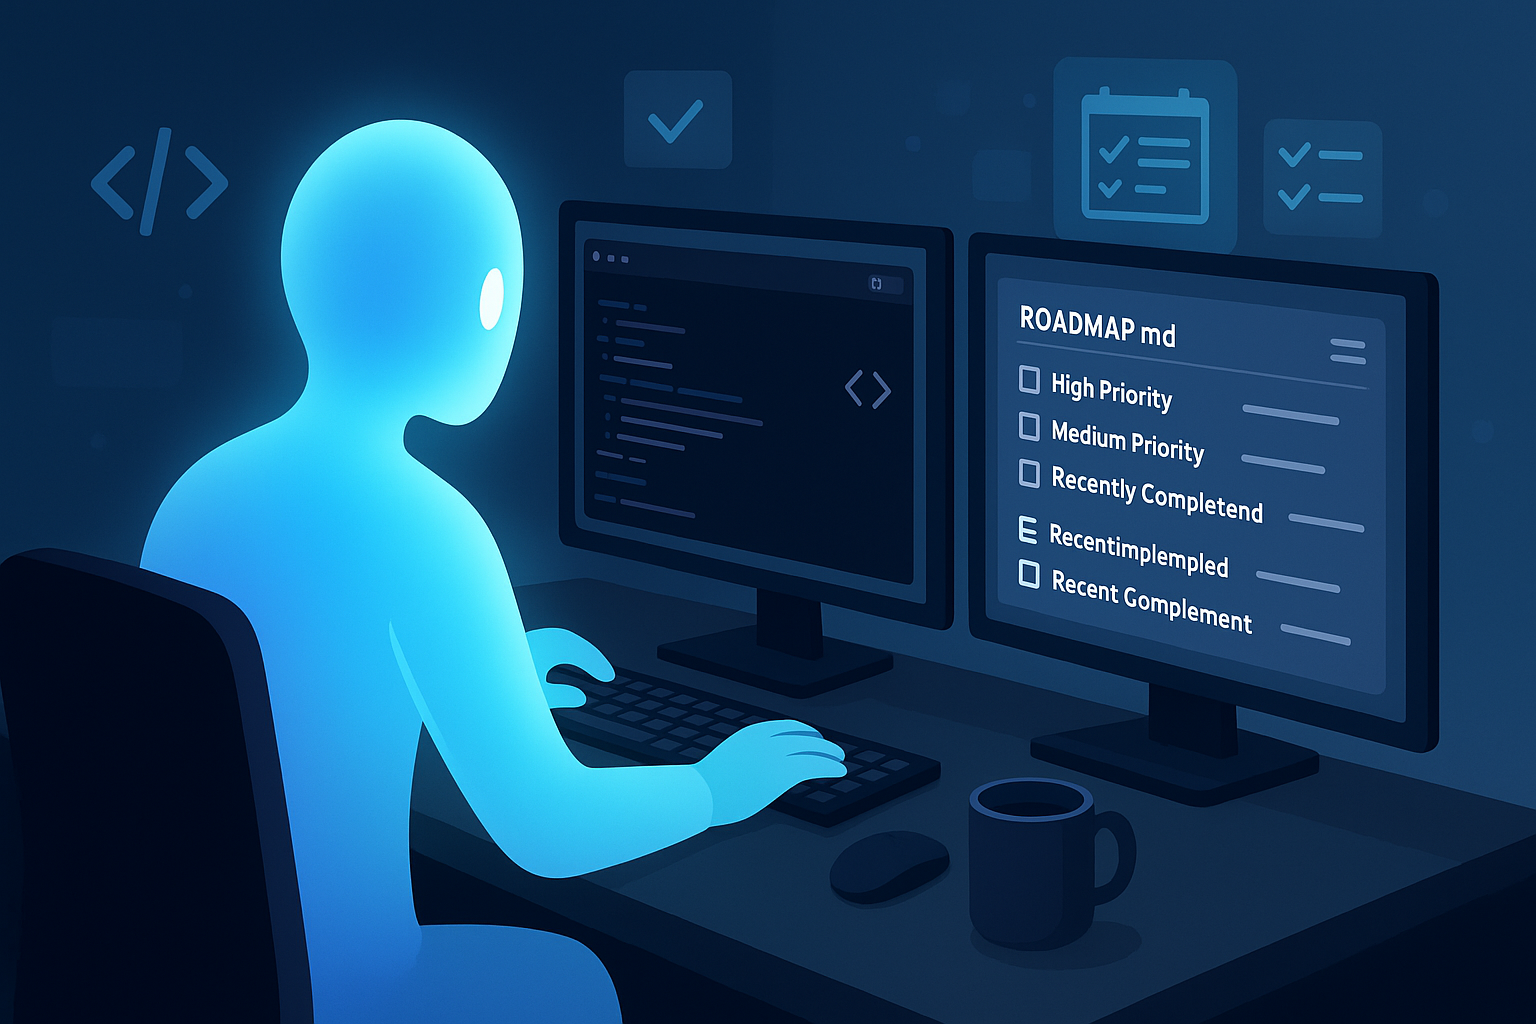 ROADMAP md
High Priority
Medium Priority
Recently Completend
Recentimplempled
Recent Gomplement